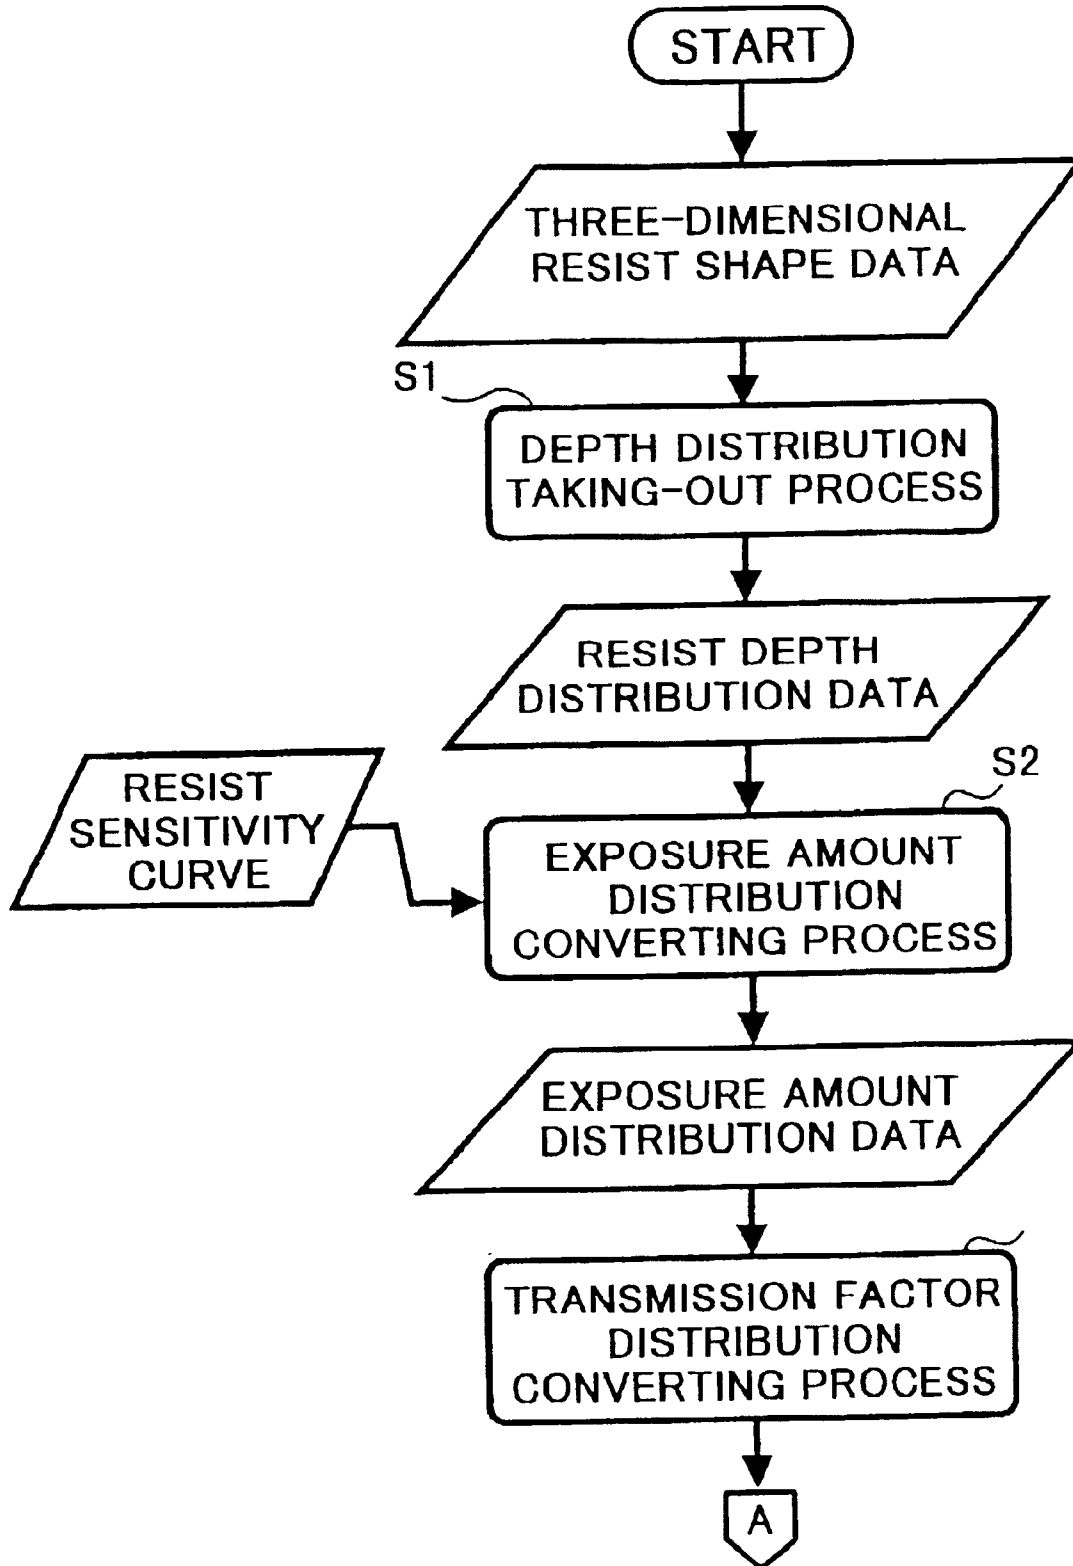 START
THREE-DIMENSIONAL
RESIST SHAPE DATA
S1
DEPTH DISTRIBUTION
TAKING-OUT PROCESS
RESIST DEPTH
DISTRIBUTION DATA
S2
RESIST
SENSITIVITY
CURVE
EXPOSURE AMOUNT
DISTRIBUTION
CONVERTING PROCESS
EXPOSURE AMOUNT
DISTRIBUTION DATA
TRANSMISSION FACTOR
DISTRIBUTION
CONVERTING PROCESS
A